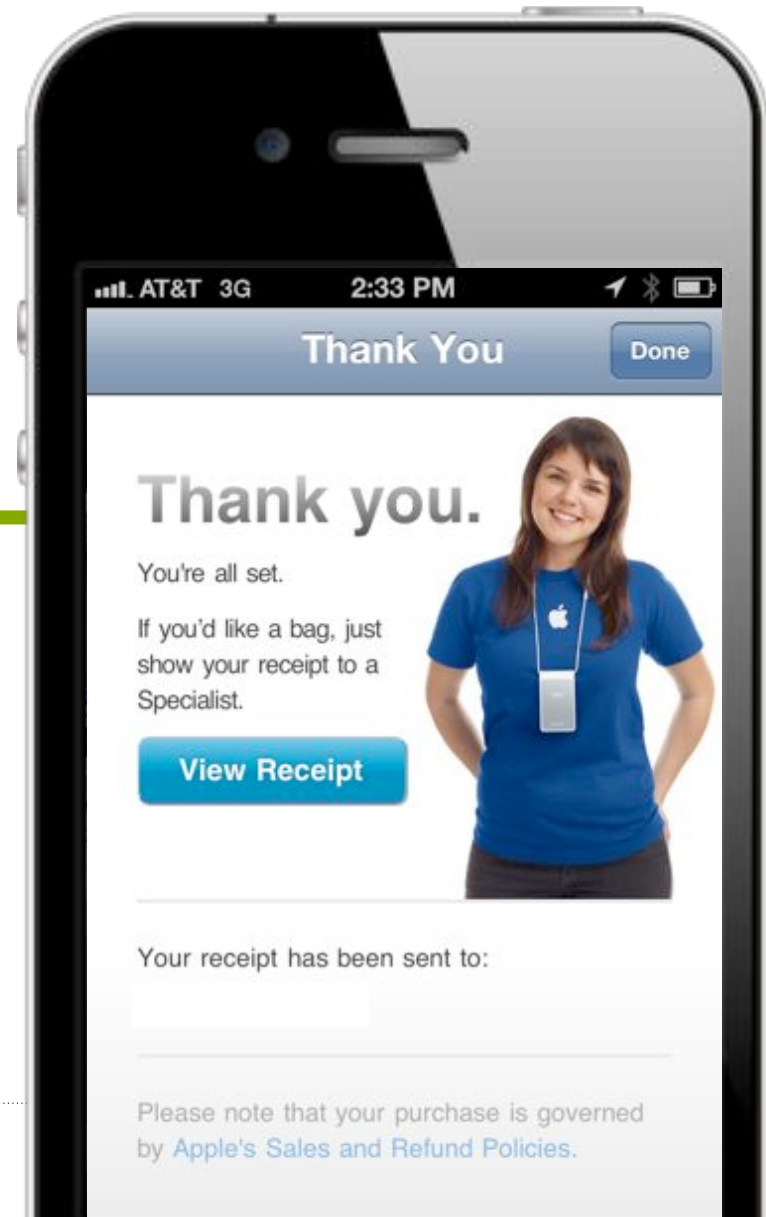 AT&T 3G 2:33 PM
Thank You Done
Thank you.
You're all set.
If you'd like a bag, just
show your receipt to a
Specialist.
View Receipt
Your receipt has been sent to:
Please note that your purchase is governed
by Apple's Sales and Refund Policies.